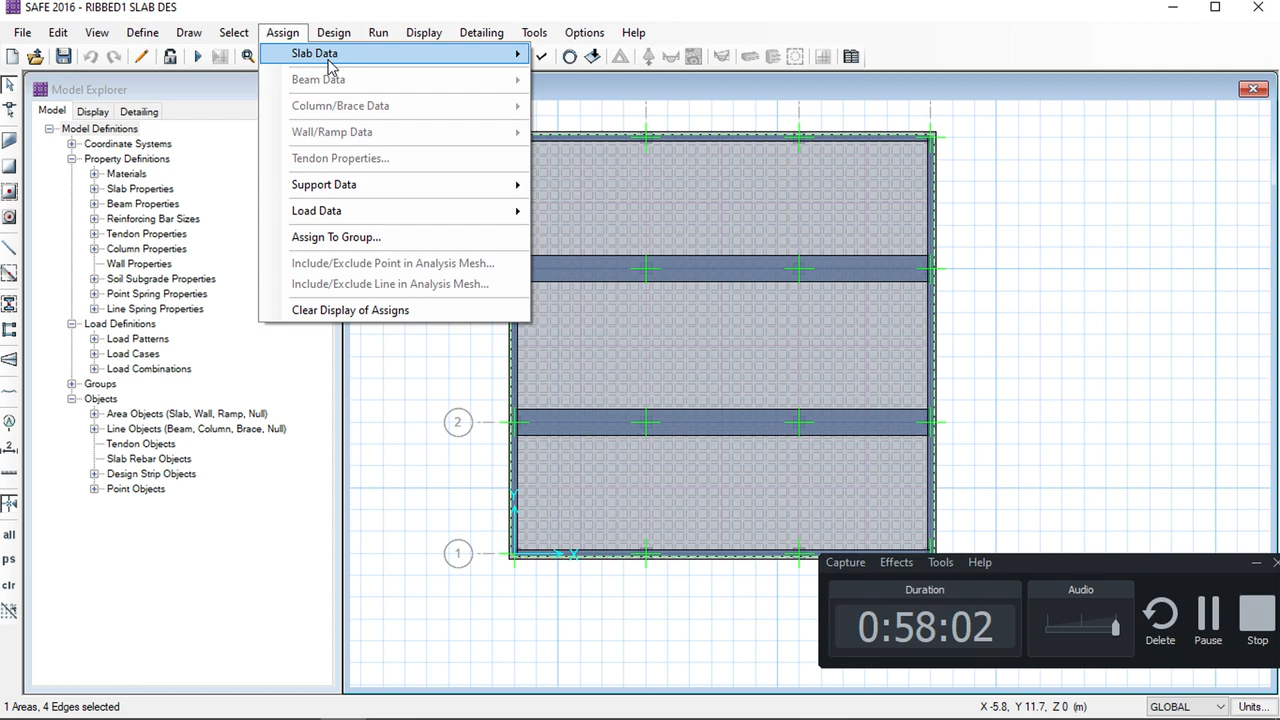 SAFE 2016 - RIBBED1 SLAB DES
File Edit View Define Draw Select Assign Design Run Display Detailing Tools Options Help
Slab Data
Beam Data
Column/Brace Data
Wall/Ramp Data
Tendon Properties...
Support Data
Load Data
Assign To Group...
Include/Exclude Point in Analysis Mesh...
Include/Exclude Line in Analysis Mesh...
Clear Display of Assigns
Model Explorer
Model Display Detailing
Model Definitions
Coordinate Systems
Property Definitions
Materials
Slab Properties
Beam Properties
Reinforcing Bar Sizes
Tendon Properties
Column Properties
Wall Properties
Soil Subgrade Properties
Point Spring Properties
Line Spring Properties
Load Definitions
Load Patterns
Load Cases
Load Combinations
Groups
Objects
Area Objects (Slab, Wall, Ramp, Null)
Line Objects (Beam, Column, Brace, Null)
Tendon Objects
Slab Rebar Objects
Design Strip Objects
Point Objects
all
ps
clr
2
1
Y
X
Capture Effects Tools Help
Duration
0:58:02
Audio
Delete
Pause
Stop
1 Areas, 4 Edges selected
X -5.8, Y 11.7, Z 0 (m)
GLOBAL
Units...